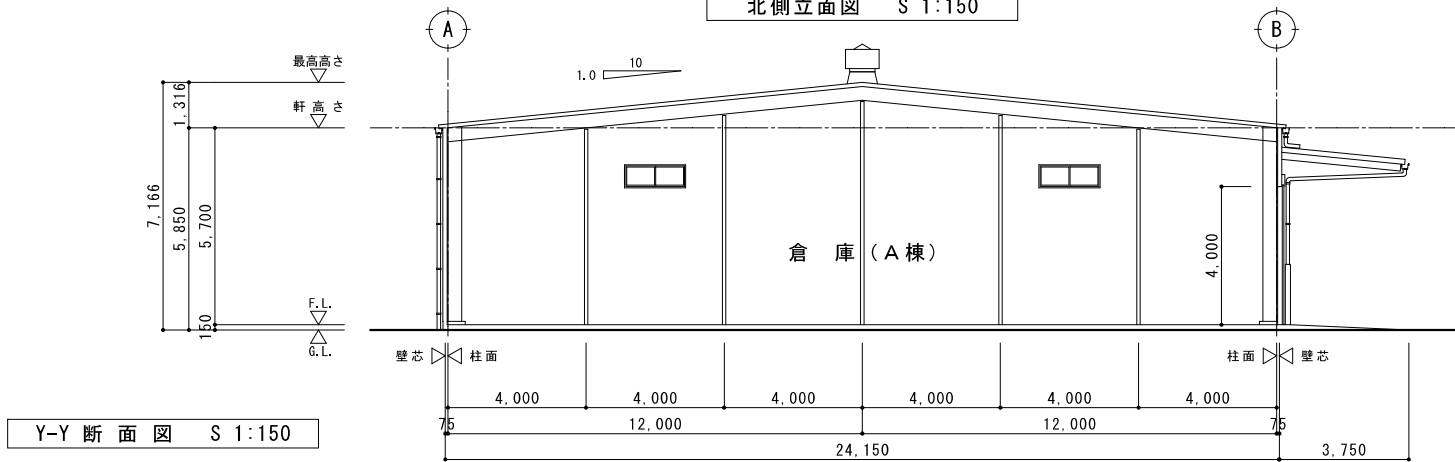 北側立面図 S 1:150
A
B
最高高さ
10
1.0
軒高さ
1,316
7,166
5,850
5,700
150
倉庫(A棟)
4,000
F.L.
G.L.
壁芯 柱面
柱面 壁芯
4,000 4,000 4,000 4,000 4,000 4,000
75 12,000 12,000 75
24,150 3,750
Y-Y 断面図 S 1:150